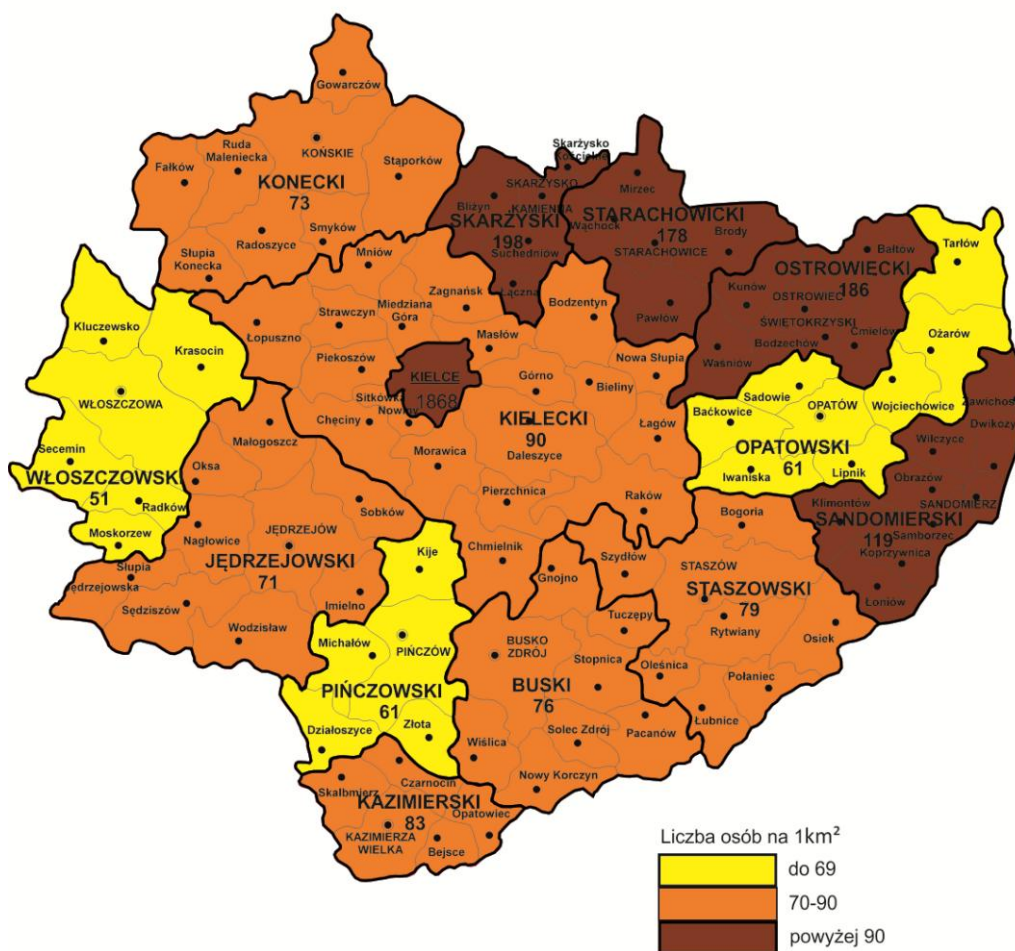 Gowarczów
KOŃSKIE
Ruda
Maleniecka
Fałków
Stąporków
KONECKI
73
Smyków
Radoszyce
Słupia
Konecka
Skarżysko
Kościelne
SKARŻYSKO
KAMIENNA
Bliżyn
SKARŻYSKI
198
Suchedniów
Łączna
Mirzec
STARACHOWICKI
178
Wąchock
Brody
STARACHOWICE
Pawłów
Bałtów
OSTROWIECKI
186
Kunów
OSTROWIEC
ŚWIĘTOKRZYSKI
Bodzechów
Ćmielów
Waśniów
Tarłów
Ożarów
Sadowie
OPATÓW
Wojciechowice
Baćkowice
OPATOWSKI
61
Iwaniska
Lipnik
Zawichost
Dwikozy
Wilczyce
Obrazów
SANDOMIERZ
Klimontów
SANDOMIERSKI
119
Samborzec
Koprzywnica
Łoniów
Mniów
Zagnańsk
Bodzentyn
Miedziana
Góra
Strawczyn
Łopuszno
Masłów
Nowa Słupia
Piekoszów
KIELCE
1868
Górno
Bieliny
Sitkówka
Nowiny
Chęciny
KIELECKI
90
Daleszyce
Łagów
Morawica
Pierzchnica
Raków
Chmielnik
Kluczewsko
Krasocin
WŁOSZCZOWA
Secemin
WŁOSZCZOWSKI
51
Radków
Moskorzew
Małogoszcz
Oksa
Sobków
Nagłowice
JĘDRZEJÓW
JĘDRZEJOWSKI
71
Słupia
Jędrzejowska
Imielno
Sędziszów
Wodzisław
Kije
Michałów
PIŃCZÓW
PIŃCZOWSKI
61
Działoszyce
Złota
Gnojno
BUSKO
ZDRÓJ
Tuczępy
Stopnica
BUSKI
76
Solec Zdrój
Pacanów
Wiślica
Nowy Korczyn
Bogoria
Szydłów
STASZÓW
STASZOWSKI
79
Rytwiany
Osiek
Oleśnica
Połaniec
Łubnice
Czarnocin
Skalbmierz
KAZIMIERSKI
83
Opatowiec
KAZIMIERZA
WIELKA
Bejsce
Liczba osób na 1km²
do 69
70-90
powyżej 90